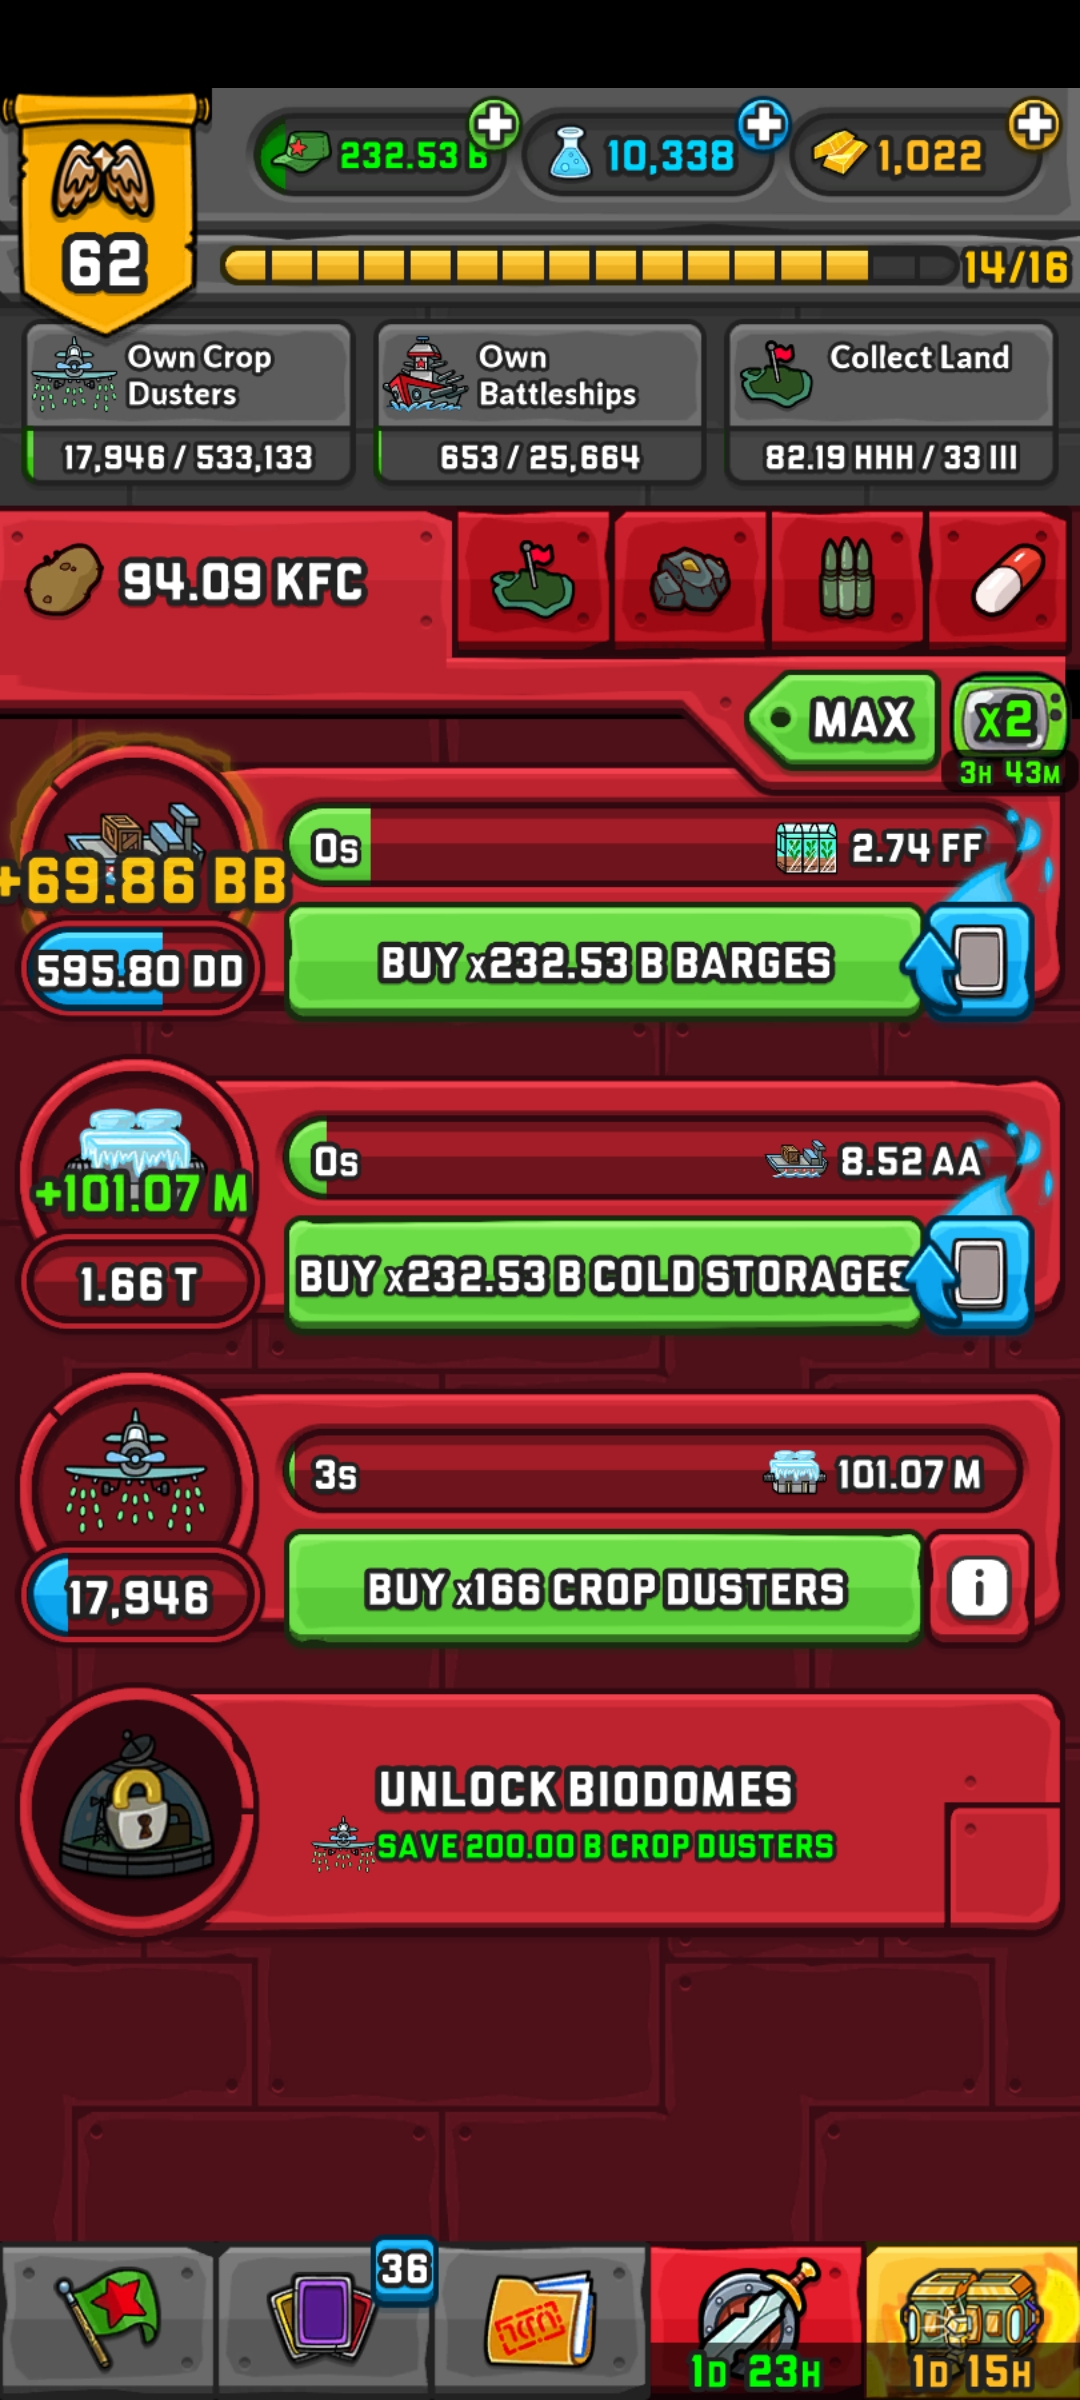 232.53 B
10,338
1,022
62
14/16
Own Crop
Dusters
17,946 / 533,133
Own
Battleships
653 / 25,664
Collect Land
82.19 HHH / 33 III
94.09 KFC
MAX
x2
3H 43M
+69.86 BB
0s
2.74 FF
595.80 DD
BUY x232.53 B BARGES
+101.07 M
0s
8.52 AA
1.66 T
BUY x232.53 B COLD STORAGES
3s
101.07 M
17,946
BUY x166 CROP DUSTERS
i
UNLOCK BIODOMES
SAVE 200.00 B CROP DUSTERS
36
1D 23H
1D 15H